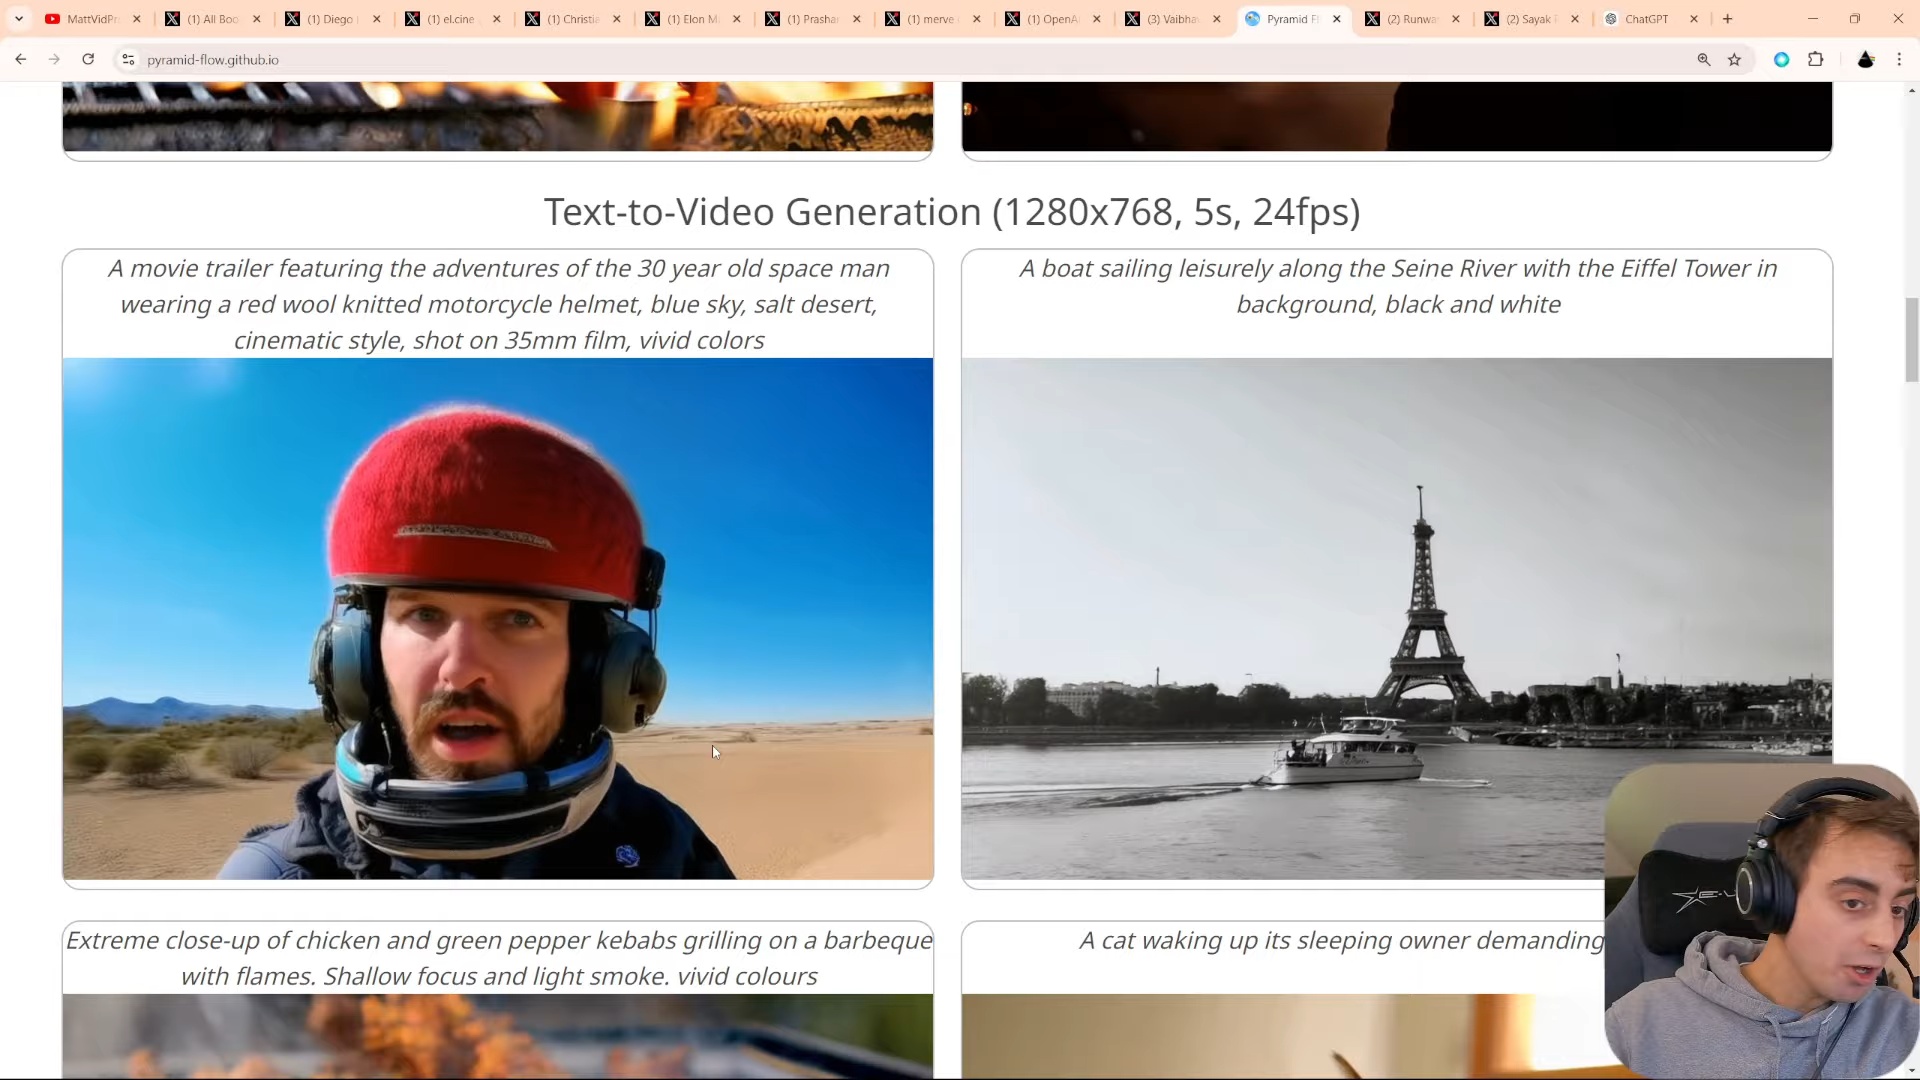 MattVidPr
(1) All Boo
(1) Diego
(1) el.cine
(1) Christia
(1) Elon M
(1) Prashar
(1) merve
(1) OpenA
(3) Vaibha
Pyramid Fl
(2) Runwa
(2) Sayak
ChatGPT
pyramid-flow.github.io
Text-to-Video Generation (1280x768, 5s, 24fps)
A movie trailer featuring the adventures of the 30 year old space man
wearing a red wool knitted motorcycle helmet, blue sky, salt desert,
cinematic style, shot on 35mm film, vivid colors
A boat sailing leisurely along the Seine River with the Eiffel Tower in
background, black and white
Extreme close-up of chicken and green pepper kebabs grilling on a barbeque
with flames. Shallow focus and light smoke. vivid colours
A cat waking up its sleeping owner demanding